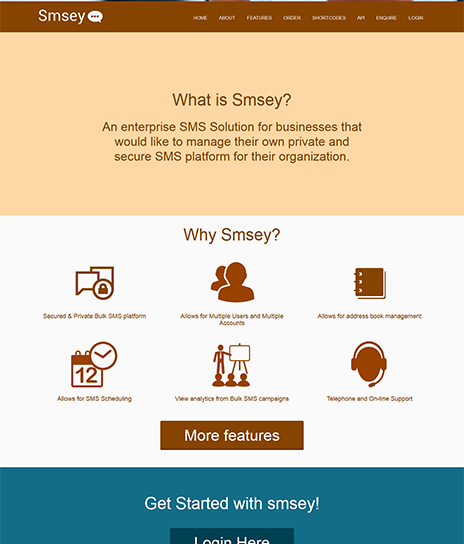 Smsey
HOME ABOUT FEATURES ORDER SHORTCODES API ENQUIRE LOGIN
What is Smsey?
An enterprise SMS Solution for businesses that
would like to manage their own private and
secure SMS platform for their organization.
Why Smsey?
Secured & Private Bulk SMS platform
Allows for Multiple Users and Multiple
Accounts
Allows for address book management
12
Allows for SMS Scheduling
View analytics from Bulk SMS campaigns
Telephone and On-line Support
More features
Get Started with smsey!
Login Here